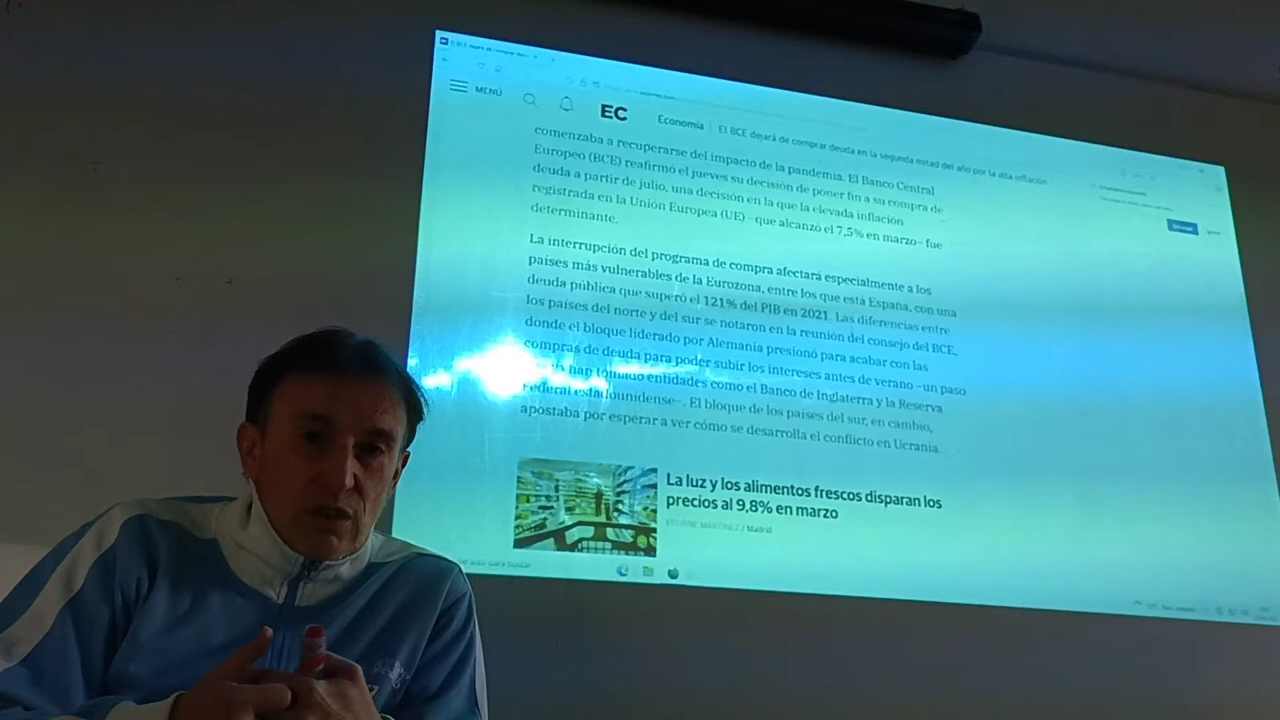 MENÚ
EC
Economía | El BCE dejará de comprar deuda en la segunda mitad del año por la alta inflación
comenzaba a recuperarse del impacto de la pandemia. El Banco Central
Europeo (BCE) reafirmó el jueves su decisión de poner fin a su compra de
deuda a partir de julio, una decisión en la que la elevada inflación
registrada en la Unión Europea (UE) –que alcanzó el 7,5% en marzo– fue
determinante.
La interrupción del programa de compra afectará especialmente a los
países más vulnerables de la Eurozona, entre los que está España, con una
deuda pública que superó el 121% del PIB en 2021. Las diferencias entre
los países del norte y del sur se notaron en la reunión del consejo del BCE,
donde el bloque liderado por Alemania presionó para acabar con las
compras de deuda para poder subir los intereses antes de verano –un paso
han tomado entidades como el Banco de Inglaterra y la Reserva
Federal estadounidense–. El bloque de los países del sur, en cambio,
apostaba por esperar a ver cómo se desarrolla el conflicto en Ucrania.
La luz y los alimentos frescos disparan los
precios al 9,8% en marzo
MARTÍNEZ / Madrid